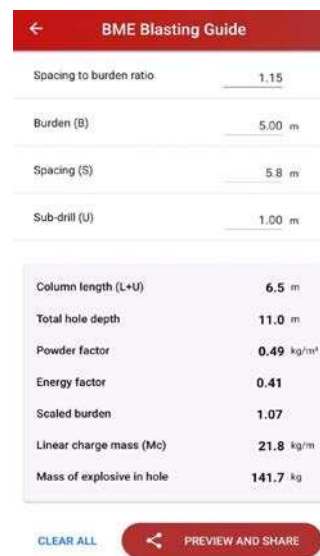 BME Blasting Guide
Spacing to burden ratio 1.15
Burden (B) 5.00 m
Spacing (S) 5.8 m
Sub-drill (U) 1.00 m
Column length (L+U) 6.5 m
Total hole depth 11.0 m
Powder factor 0.49 kg/m³
Energy factor 0.41
Scaled burden 1.07
Linear charge mass (Mc) 21.8 kg/m
Mass of explosive in hole 141.7 kg
CLEAR ALL PREVIEW AND SHARE